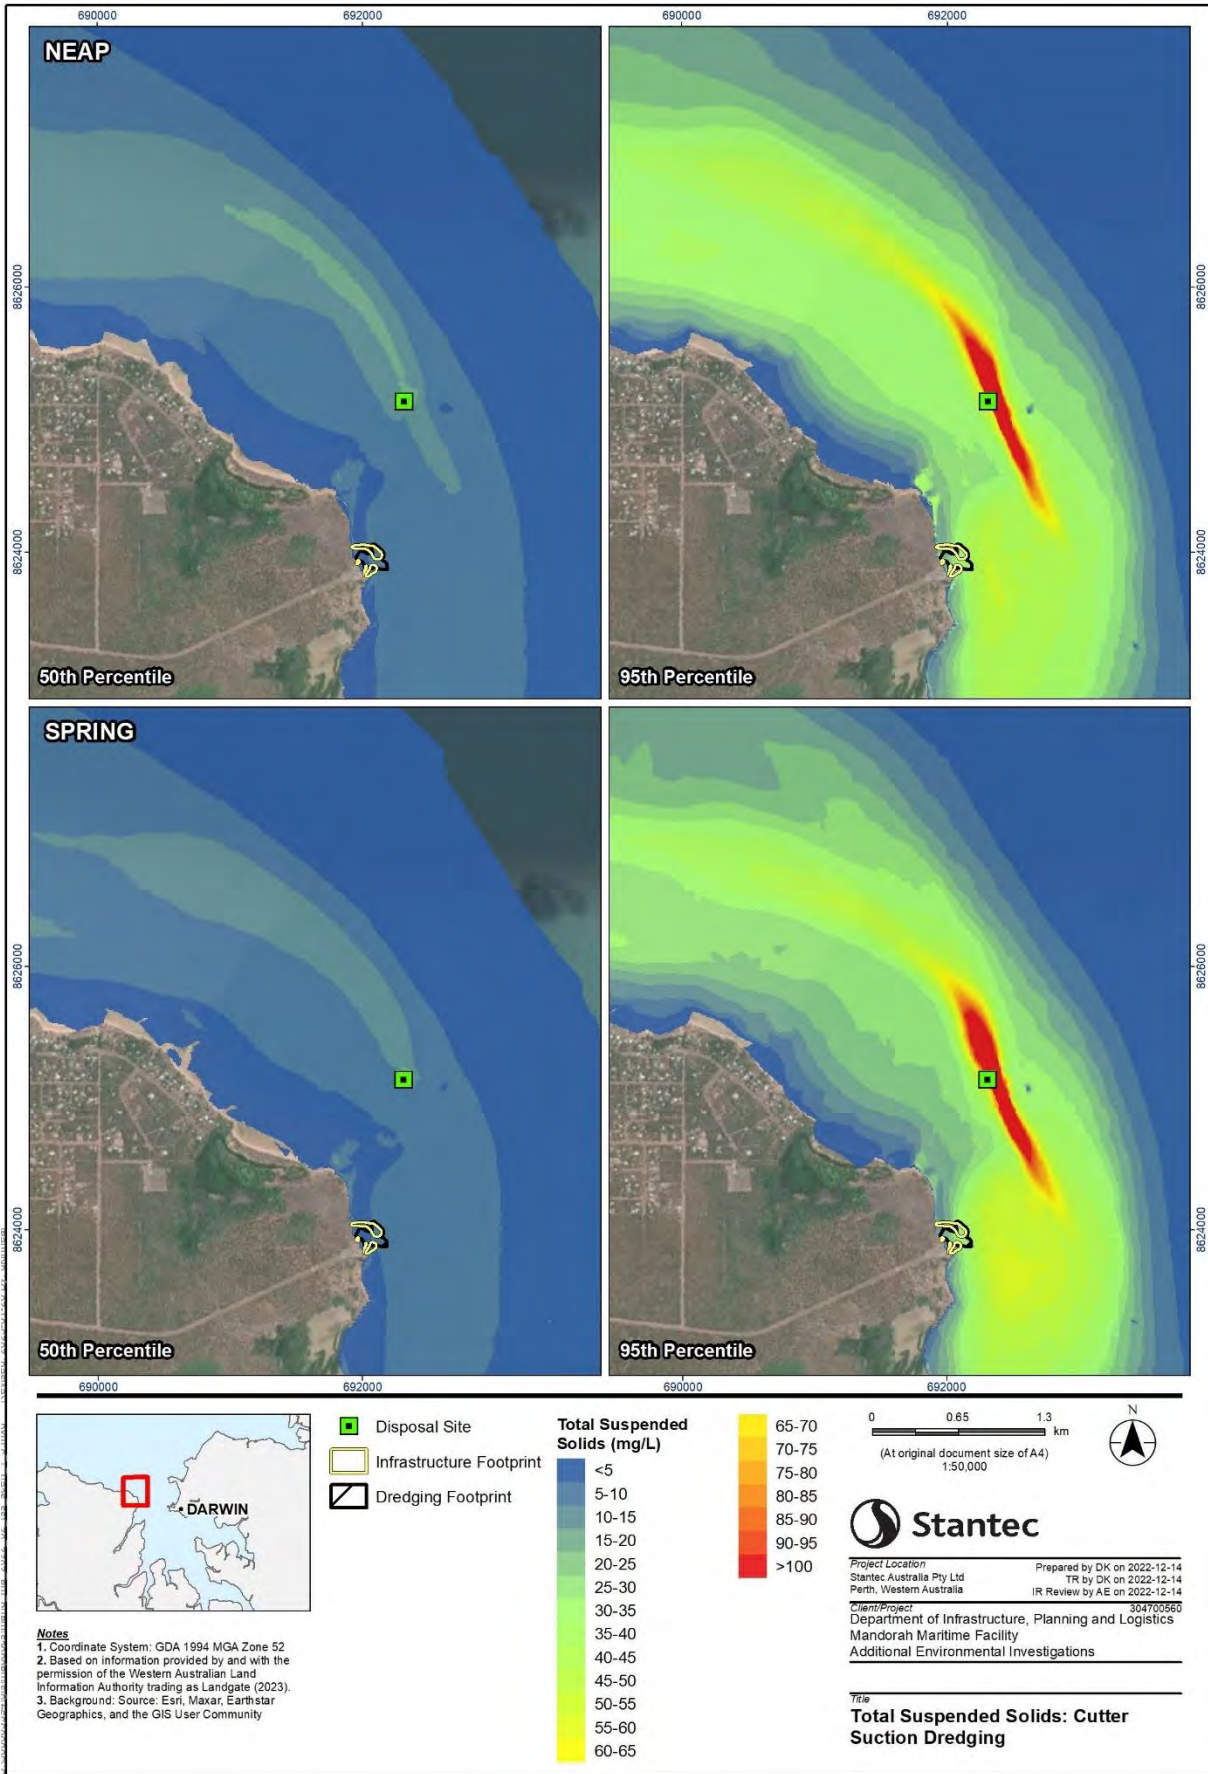 690000
692000
690000
692000
NEAP
8626000
8626000
8624000
8624000
50th Percentile
95th Percentile
SPRING
8626000
8626000
8624000
8624000
50th Percentile
95th Percentile
690000
692000
690000
692000
DARWIN
Disposal Site
Infrastructure Footprint
Dredging Footprint
Total Suspended
Solids (mg/L)
<5
5-10
10-15
15-20
20-25
25-30
30-35
35-40
40-45
45-50
50-55
55-60
60-65
65-70
70-75
75-80
80-85
85-90
90-95
>100
0 0.65 1.3
km
(At original document size of A4)
1:50,000
N
Stantec
Project Location
Stantec Australia Pty Ltd
Perth, Western Australia
Prepared by DK on 2022-12-14
TR by DK on 2022-12-14
IR Review by AE on 2022-12-14
Client/Project 304700560
Department of Infrastructure, Planning and Logistics
Mandorah Maritime Facility
Additional Environmental Investigations
Title
Total Suspended Solids: Cutter
Suction Dredging
Notes
1. Coordinate System: GDA 1994 MGA Zone 52
2. Based on information provided by and with the
permission of the Western Australian Land
Information Authority trading as Landgate (2023).
3. Background: Source: Esri, Maxar, Earthstar
Geographics, and the GIS User Community